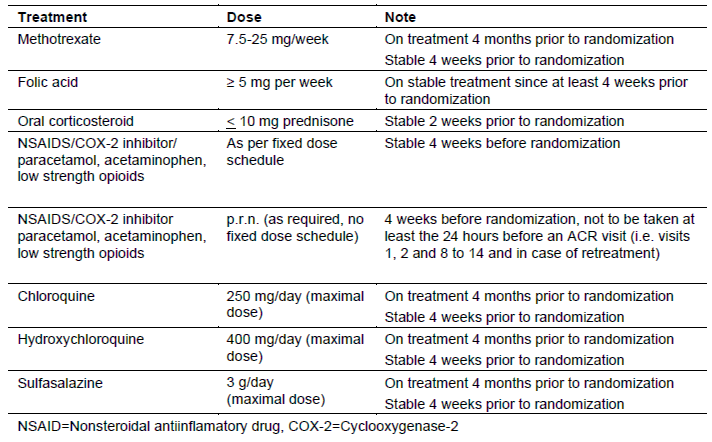 Treatment Dose Note
Methotrexate 7.5-25 mg/week On treatment 4 months prior to randomization
Stable 4 weeks prior to randomization
Folic acid ≥ 5 mg per week On stable treatment since at least 4 weeks prior
to randomization
Oral corticosteroid < 10 mg prednisone Stable 2 weeks prior to randomization
NSAIDS/COX-2 inhibitor/ As per fixed dose Stable 4 weeks before randomization
paracetamol, acetaminophen, schedule
low strength opioids
NSAIDS/COX-2 inhibitor p.r.n. (as required, no 4 weeks before randomization, not to be taken at
paracetamol, acetaminophen, fixed dose schedule) least the 24 hours before an ACR visit (i.e. visits
low strength opioids 1, 2 and 8 to 14 and in case of retreatment)
Chloroquine 250 mg/day (maximal On treatment 4 months prior to randomization
dose) Stable 4 weeks prior to randomization
Hydroxychloroquine 400 mg/day (maximal On treatment 4 months prior to randomization
dose) Stable 4 weeks prior to randomization
Sulfasalazine 3 g/day On treatment 4 months prior to randomization
(maximal dose) Stable 4 weeks prior to randomization
NSAID=Nonsteroidal antiinflamatory drug, COX-2=Cyclooxygenase-2